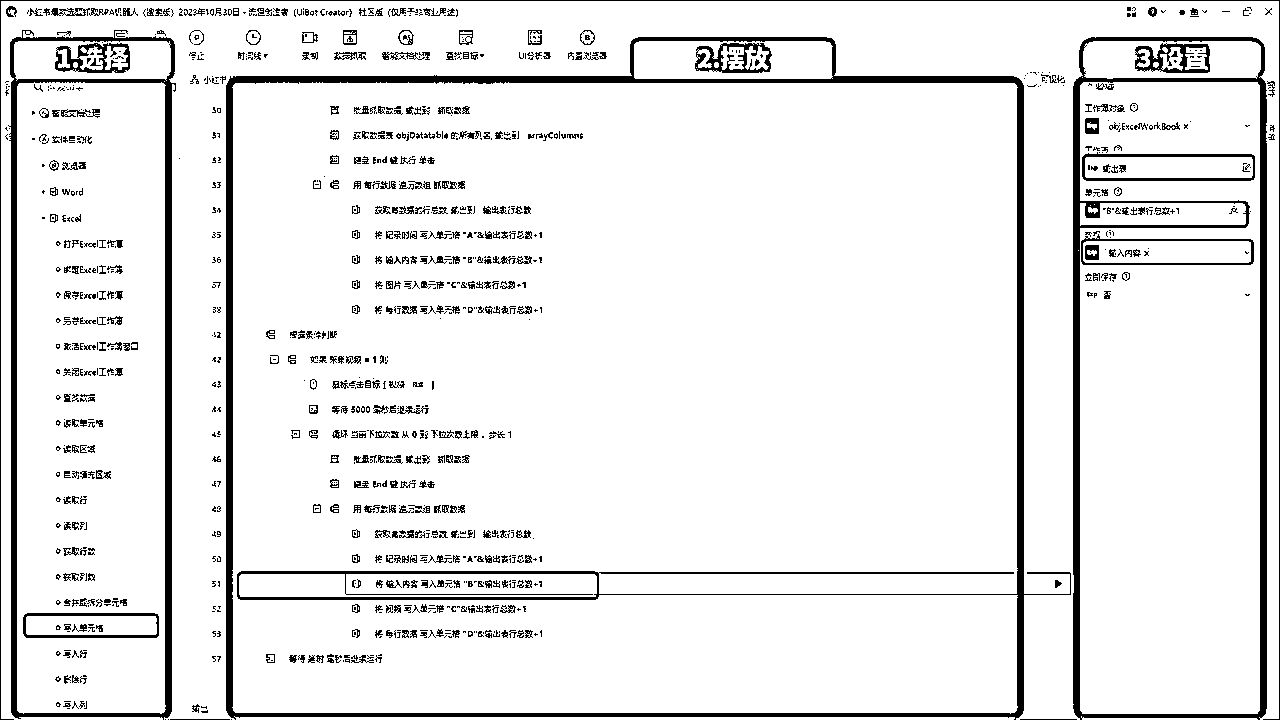 小红书爆款选题抓取RPA机器人（搜索版）2023年10月30日 - 流程创造者（UiBot Creator） 社区版（仅用于非商业用途）
停止
时间线
录制
数据抓取
智能文档处理
查找目标
UI分析器
内置浏览器
1.选择
2.摆放
3.设置
小红书
可视化
智能文档处理
软件自动化
浏览器
Word
Excel
打开Excel工作簿
绑定Excel工作簿
保存Excel工作簿
另存Excel工作簿
激活Excel工作簿窗口
关闭Excel工作簿
查找数据
读取单元格
读取区域
自动填充区域
读取行
读取列
获取行数
获取列数
合并或拆分单元格
写入单元格
写入行
删除行
写入列
30 批量抓取数据, 输出到 抓取数据
31 获取数据表 objDatatable 的所有列名, 输出到 arrayColumns
32 键盘 End 键 执行 单击
33 用 每行数据 遍历数组 抓取数据
34 获取有数据的行总数, 输出到 输出表行总数
35 将 记录时间 写入单元格 "A"&输出表行总数+1
36 将 输入内容 写入单元格 "B"&输出表行总数+1
37 将 图片 写入单元格 "C"&输出表行总数+1
38 将 每行数据 写入单元格 "D"&输出表行总数+1
42 根据条件判断
42 如果 采集视频 = 1 则
43 鼠标点击目标 [ 视频 ]
44 等待 5000 毫秒后继续运行
45 循环 当前下拉次数 从 0 到 下拉次数上限 , 步长 1
46 批量抓取数据, 输出到 抓取数据
47 键盘 End 键 执行 单击
48 用 每行数据 遍历数组 抓取数据
49 获取有数据的行总数, 输出到 输出表行总数
50 将 记录时间 写入单元格 "A"&输出表行总数+1
51 将 输入内容 写入单元格 "B"&输出表行总数+1
52 将 视频 写入单元格 "C"&输出表行总数+1
53 将 每行数据 写入单元格 "D"&输出表行总数+1
57 等待 延时 毫秒后继续运行
输出
必选
工作簿对象
objExcelWorkBook ×
工作表
Exp 输出表
单元格
"B"&输出表行总数+1
数据
输入内容 ×
立即保存
Exp 否